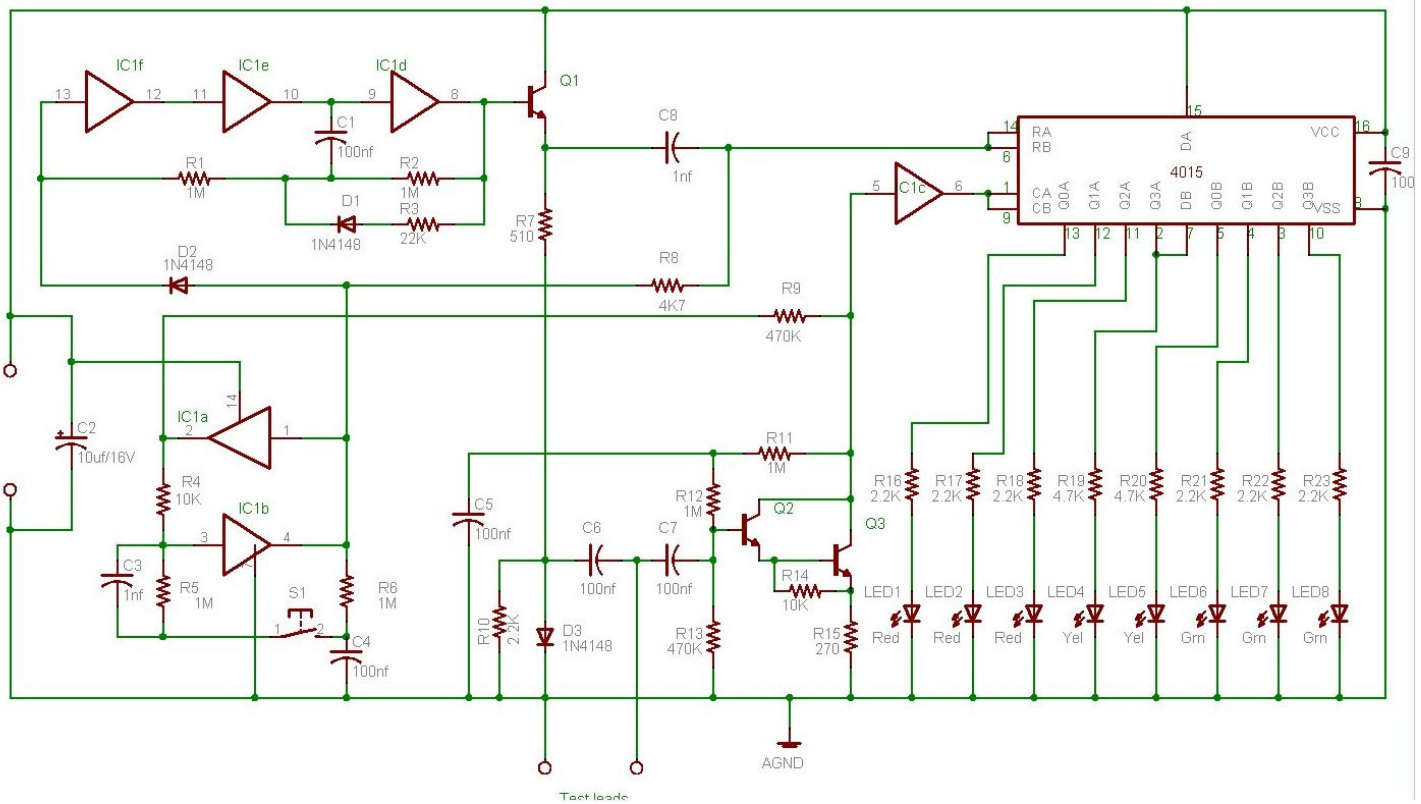 IC1f
IC1e
IC1d
Q1
13
12
11
10
9
8
C1
100nf
C8
1nf
R1
1M
R2
1M
D1
1N4148
R3
22K
R7
510
14
RA
6
RB
15
DA
VCC
16
4015
C9
100
5
C1c
6
1
CA
9
CB
Q0A
Q1A
Q2A
Q3A
DB
Q0B
Q1B
Q2B
Q3B
VSS
8
13
12
11
2
7
5
4
3
10
D2
1N4148
R8
4K7
R9
470K
14
IC1a
2
1
C2
+
10uf/16V
R4
10K
IC1b
3
4
7
C3
1nf
R5
1M
S1
1
2
R6
1M
C4
100nf
R11
1M
C5
100nf
R12
1M
C6
100nf
C7
100nf
Q2
Q3
R14
10K
R10
2.2K
D3
1N4148
R13
470K
R15
270
R16
2.2K
R17
2.2K
R18
2.2K
R19
4.7K
R20
4.7K
R21
2.2K
R22
2.2K
R23
2.2K
LED1
LED2
LED3
LED4
LED5
LED6
LED7
LED8
Red
Red
Red
Yel
Yel
Grn
Grn
Grn
AGND
Test leads